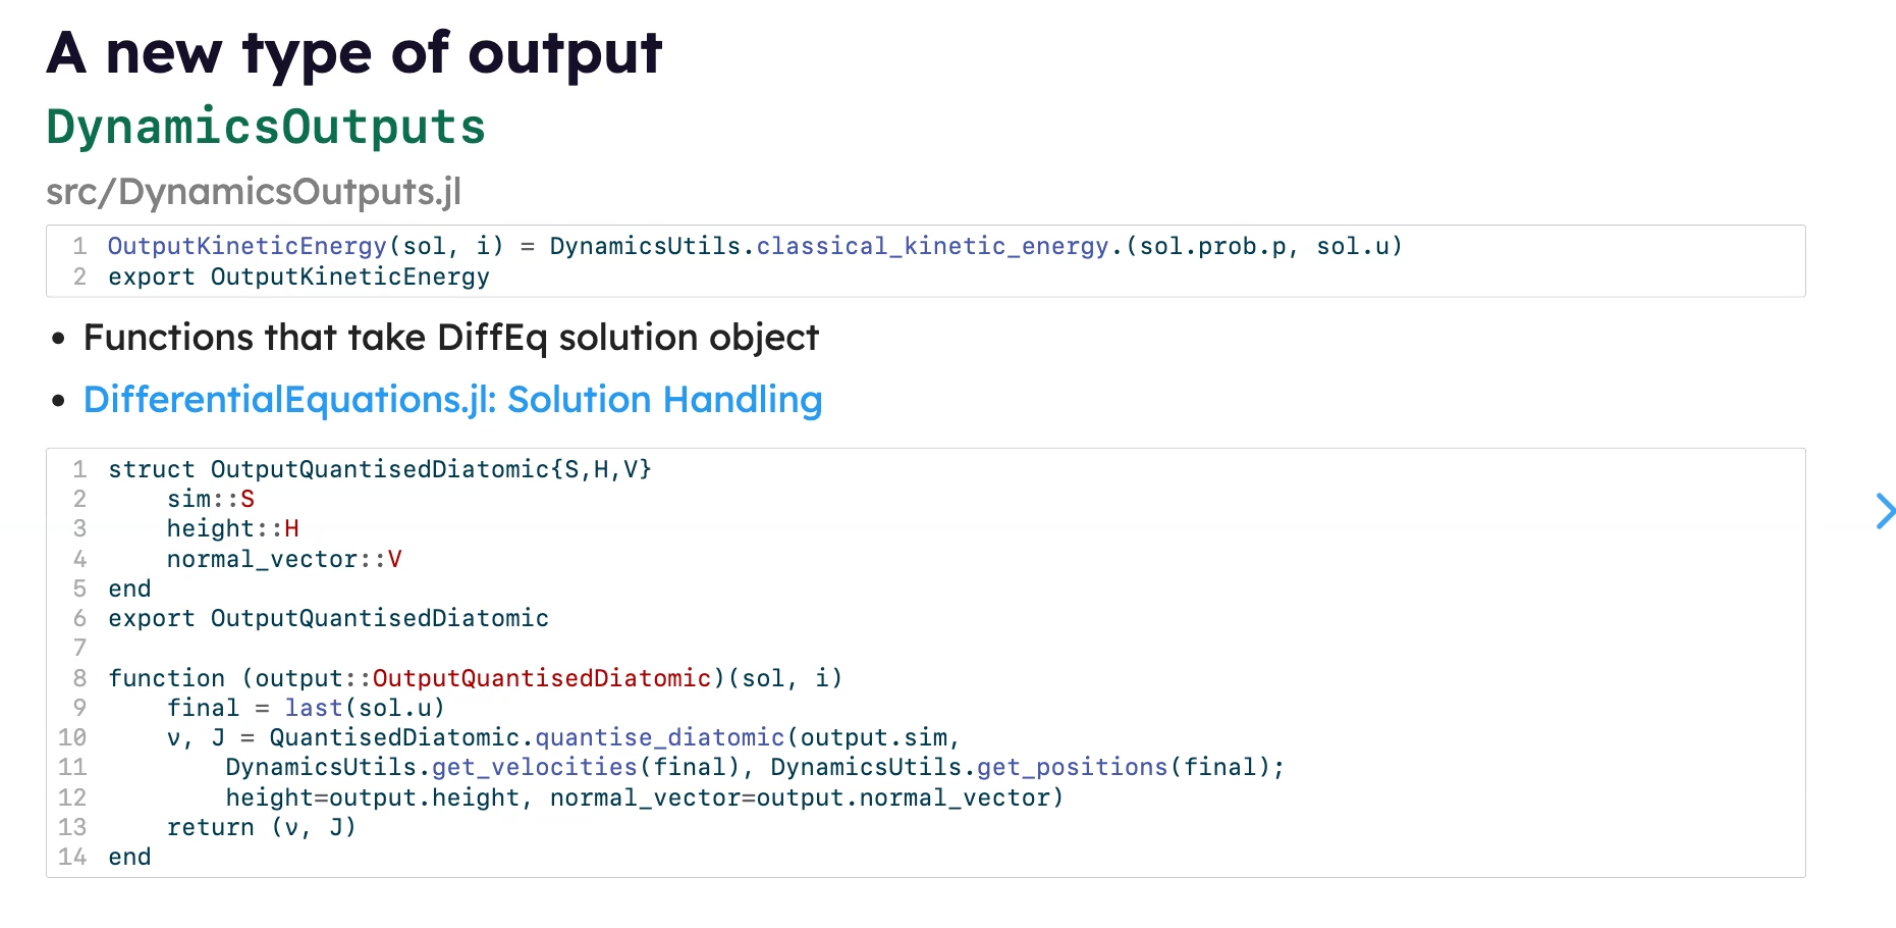 A new type of output
DynamicsOutputs
src/DynamicsOutputs.jl
1 OutputKineticEnergy(sol, i) = DynamicsUtils.classical_kinetic_energy.(sol.prob.p, sol.u)
2 export OutputKineticEnergy
• Functions that take DiffEq solution object
• DifferentialEquations.jl: Solution Handling
1 struct OutputQuantisedDiatomic{S,H,V}
2     sim::S
3     height::H
4     normal_vector::V
5 end
6 export OutputQuantisedDiatomic
7
8 function (output::OutputQuantisedDiatomic)(sol, i)
9     final = last(sol.u)
10     ν, J = QuantisedDiatomic.quantise_diatomic(output.sim,
11         DynamicsUtils.get_velocities(final), DynamicsUtils.get_positions(final);
12         height=output.height, normal_vector=output.normal_vector)
13     return (ν, J)
14 end